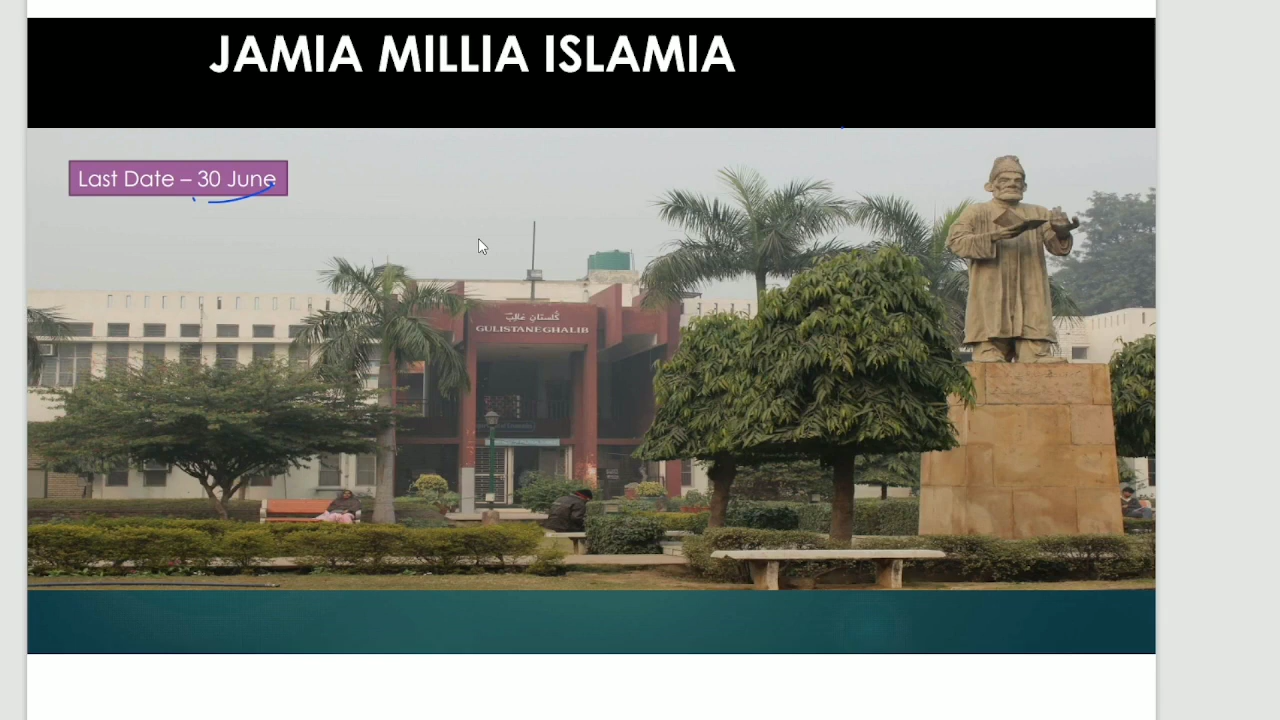 JAMIA MILLIA ISLAMIA
Last Date – 30 June
گلستانِ غالب
GULISTANEGHALIB